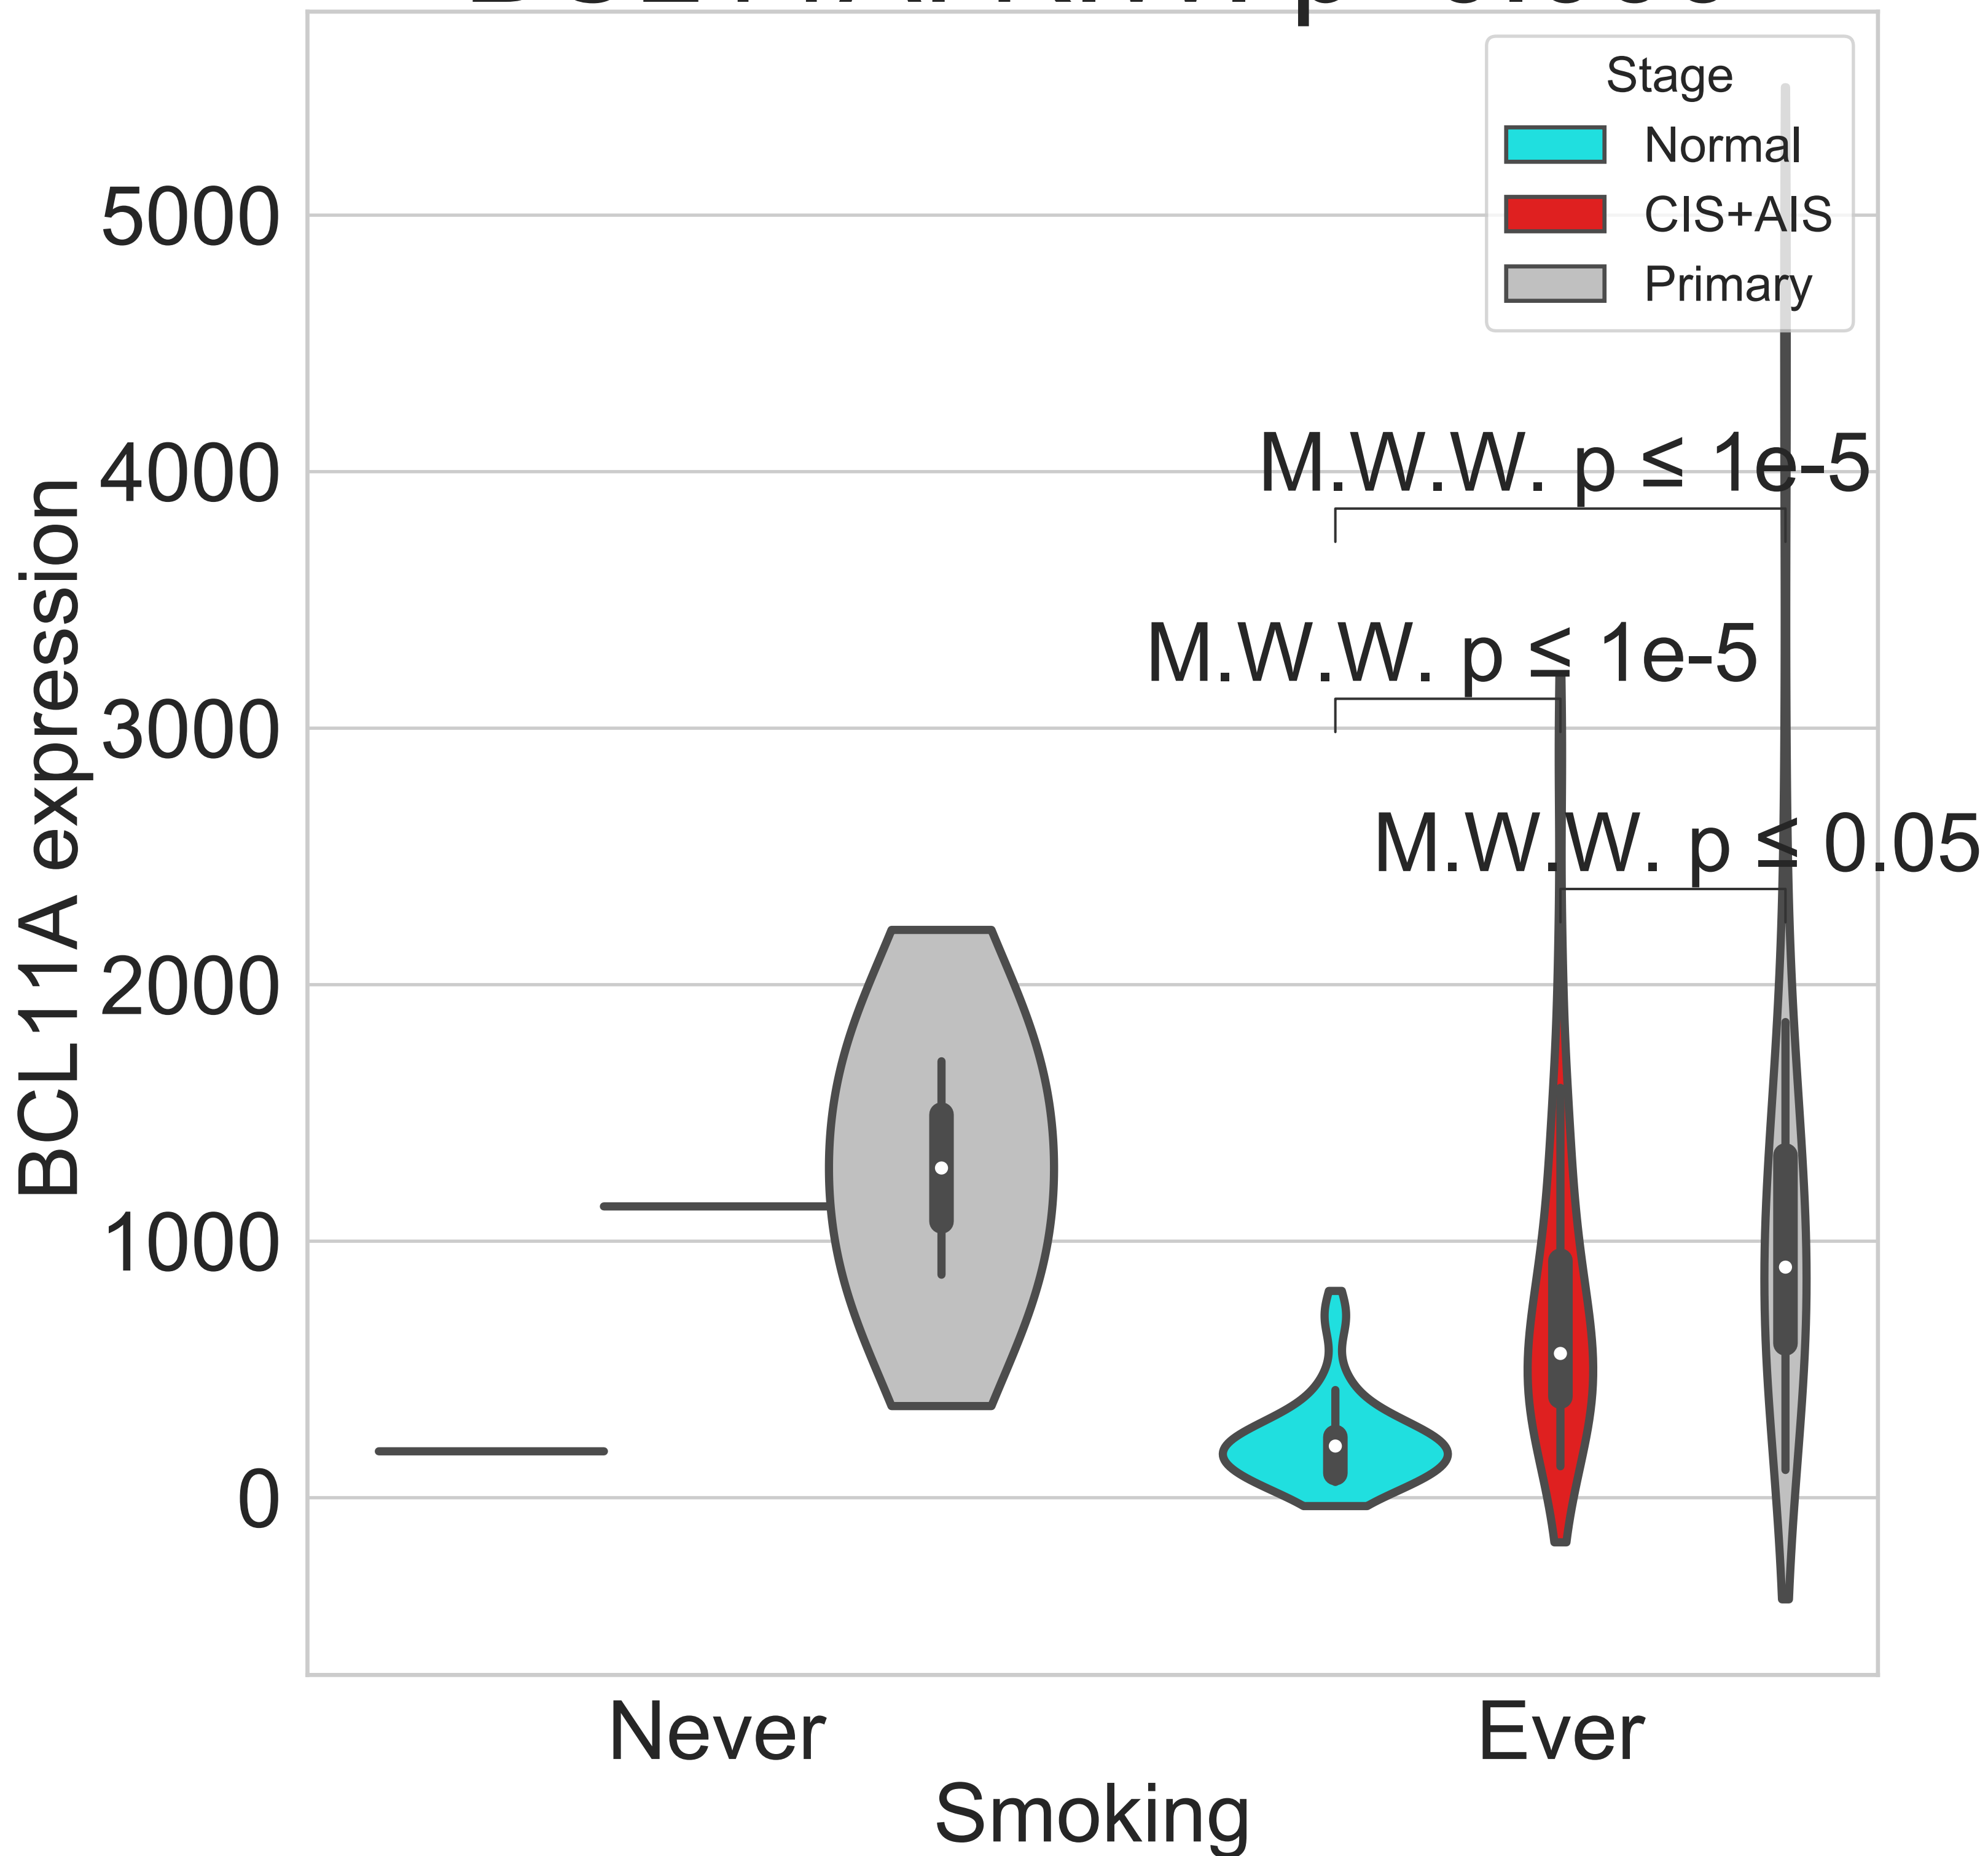 Stage
Normal
CIS+AIS
Primary
5000
4000
3000
2000
1000
0
BCL11A expression
M.W.W. p ≤ 1e-5
M.W.W. p ≤ 1e-5
M.W.W. p ≤ 0.05
Never
Ever
Smoking